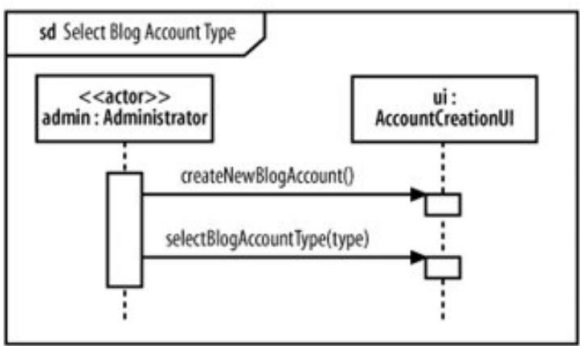 sd Select Blog Account Type
<<actor>>
admin : Administrator
ui :
AccountCreationUI
createNewBlogAccount()
selectBlogAccountType(type)